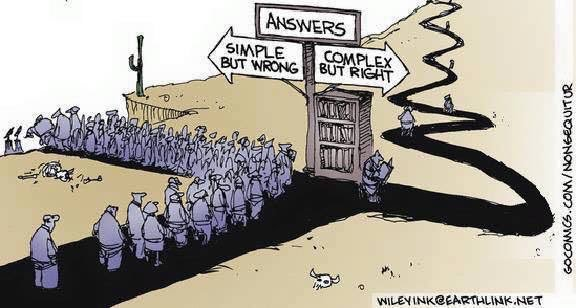 ANSWERS
SIMPLE
BUT WRONG
COMPLEX
BUT RIGHT
WILEYINK@EARTHLINK.NET
GOCOMICS.COM/NONSEQUITUR